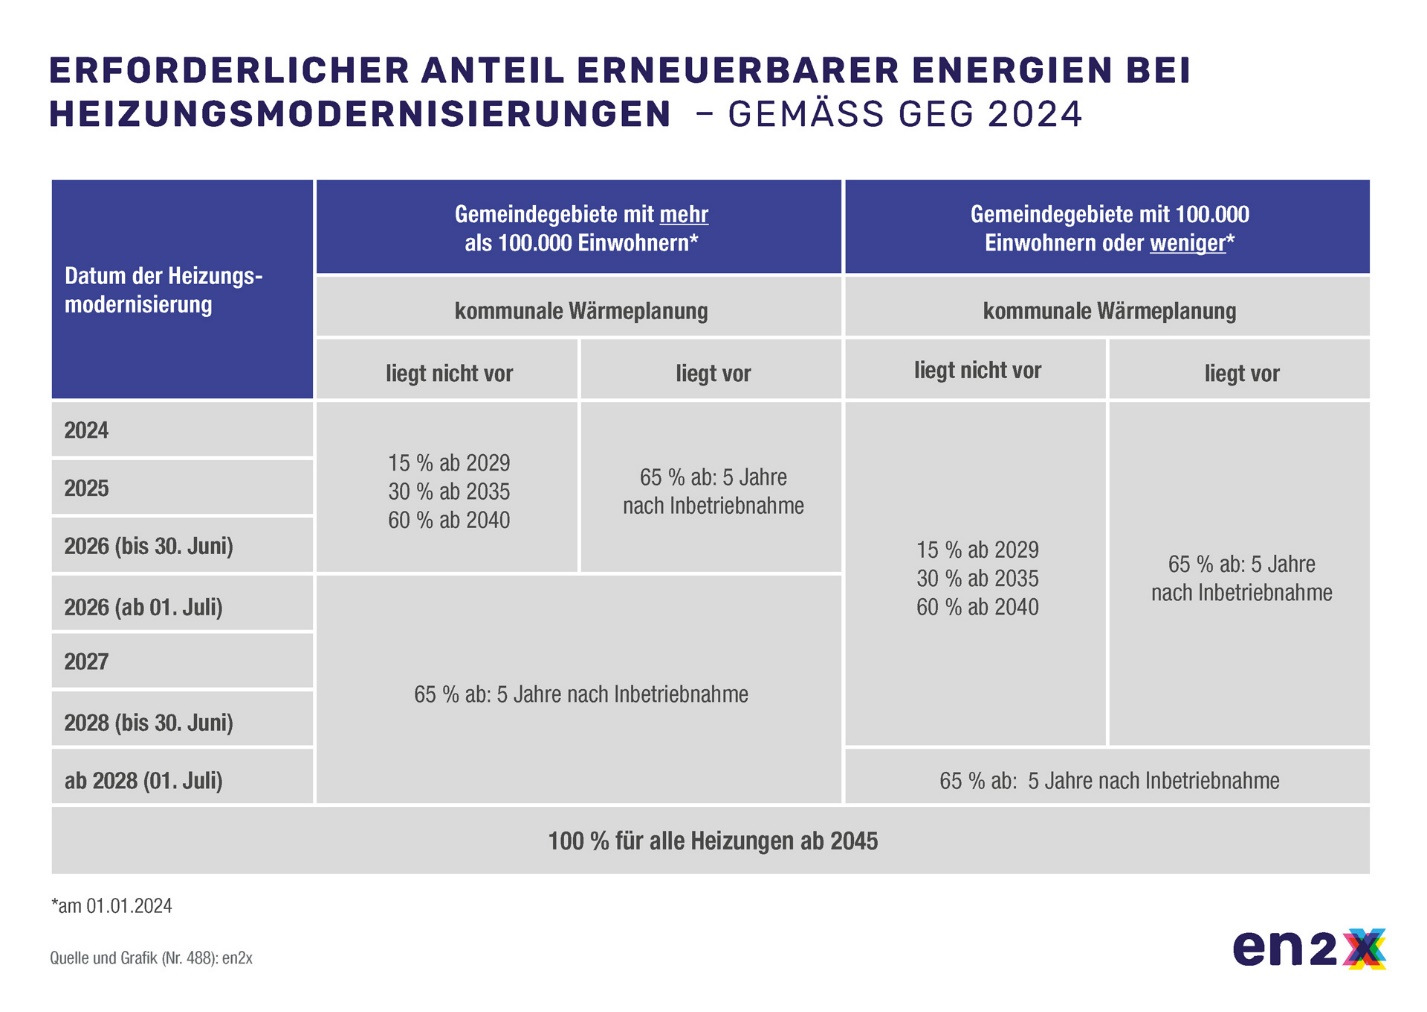 ERFORDERLICHER ANTEIL ERNEUERBARER ENERGIEN BEI
HEIZUNGSMODERNISIERUNGEN – GEMÄSS GEG 2024
Datum der Heizungs-
modernisierung
Gemeindegebiete mit mehr
als 100.000 Einwohnern*
Gemeindegebiete mit 100.000
Einwohnern oder weniger*
kommunale Wärmeplanung
kommunale Wärmeplanung
liegt nicht vor
liegt vor
liegt nicht vor
liegt vor
2024
2025
2026 (bis 30. Juni)
2026 (ab 01. Juli)
2027
2028 (bis 30. Juni)
ab 2028 (01. Juli)
15 % ab 2029
30 % ab 2035
60 % ab 2040
65 % ab: 5 Jahre
nach Inbetriebnahme
65 % ab: 5 Jahre nach Inbetriebnahme
15 % ab 2029
30 % ab 2035
60 % ab 2040
65 % ab: 5 Jahre
nach Inbetriebnahme
65 % ab: 5 Jahre nach Inbetriebnahme
100 % für alle Heizungen ab 2045
*am 01.01.2024
Quelle und Grafik (Nr. 488): en2x
en2x